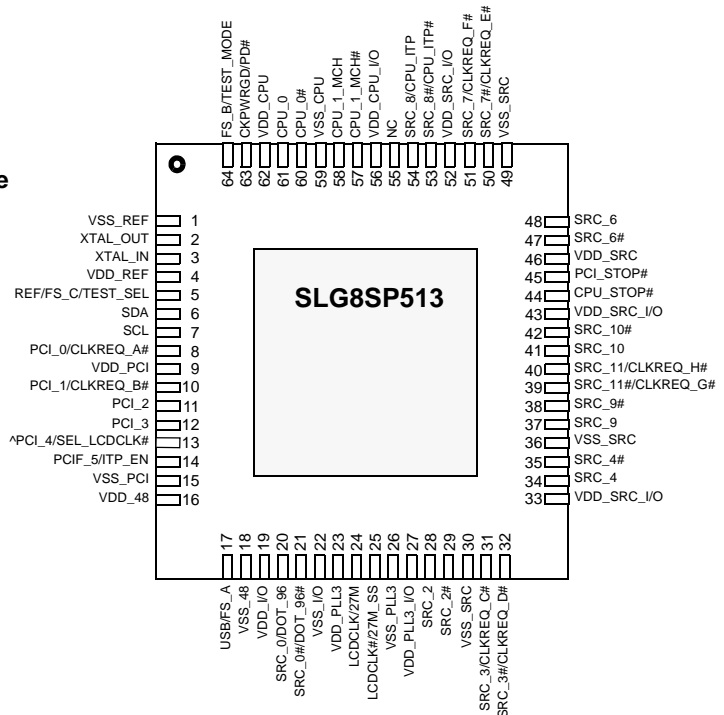 FS_B/TEST_MODE
CKPWRGD/PD#
VDD_CPU
CPU_0
CPU_0#
VSS_CPU
CPU_1_MCH
CPU_1_MCH#
VDD_CPU_I/O
NC
SRC_8/CPU_ITP
SRC_8#/CPU_ITP#
VDD_SRC_I/O
SRC_7/CLKREQ_F#
SRC_7#/CLKREQ_E#
VSS_SRC
64 63 62 61 60 59 58 57 56 55 54 53 52 51 50 49
e
VSS_REF 1
XTAL_OUT 2
XTAL_IN 3
VDD_REF 4
REF/FS_C/TEST_SEL 5
SDA 6
SCL 7
PCI_0/CLKREQ_A# 8
VDD_PCI 9
PCI_1/CLKREQ_B# 10
PCI_2 11
PCI_3 12
^PCI_4/SEL_LCDCLK# 13
PCIF_5/ITP_EN 14
VSS_PCI 15
VDD_48 16
SLG8SP513
48 SRC_6
47 SRC_6#
46 VDD_SRC
45 PCI_STOP#
44 CPU_STOP#
43 VDD_SRC_I/O
42 SRC_10#
41 SRC_10
40 SRC_11/CLKREQ_H#
39 SRC_11#/CLKREQ_G#
38 SRC_9#
37 SRC_9
36 VSS_SRC
35 SRC_4#
34 SRC_4
33 VDD_SRC_I/O
17 18 19 20 21 22 23 24 25 26 27 28 29 30 31 32
USB/FS_A
VSS_48
VDD_I/O
SRC_0/DOT_96
SRC_0#/DOT_96#
VSS_I/O
VDD_PLL3
LCDCLK/27M
LCDCLK#/27M_SS
VSS_PLL3
VDD_PLL3_I/O
SRC_2
SRC_2#
VSS_SRC
SRC_3/CLKREQ_C#
SRC_3#/CLKREQ_D#